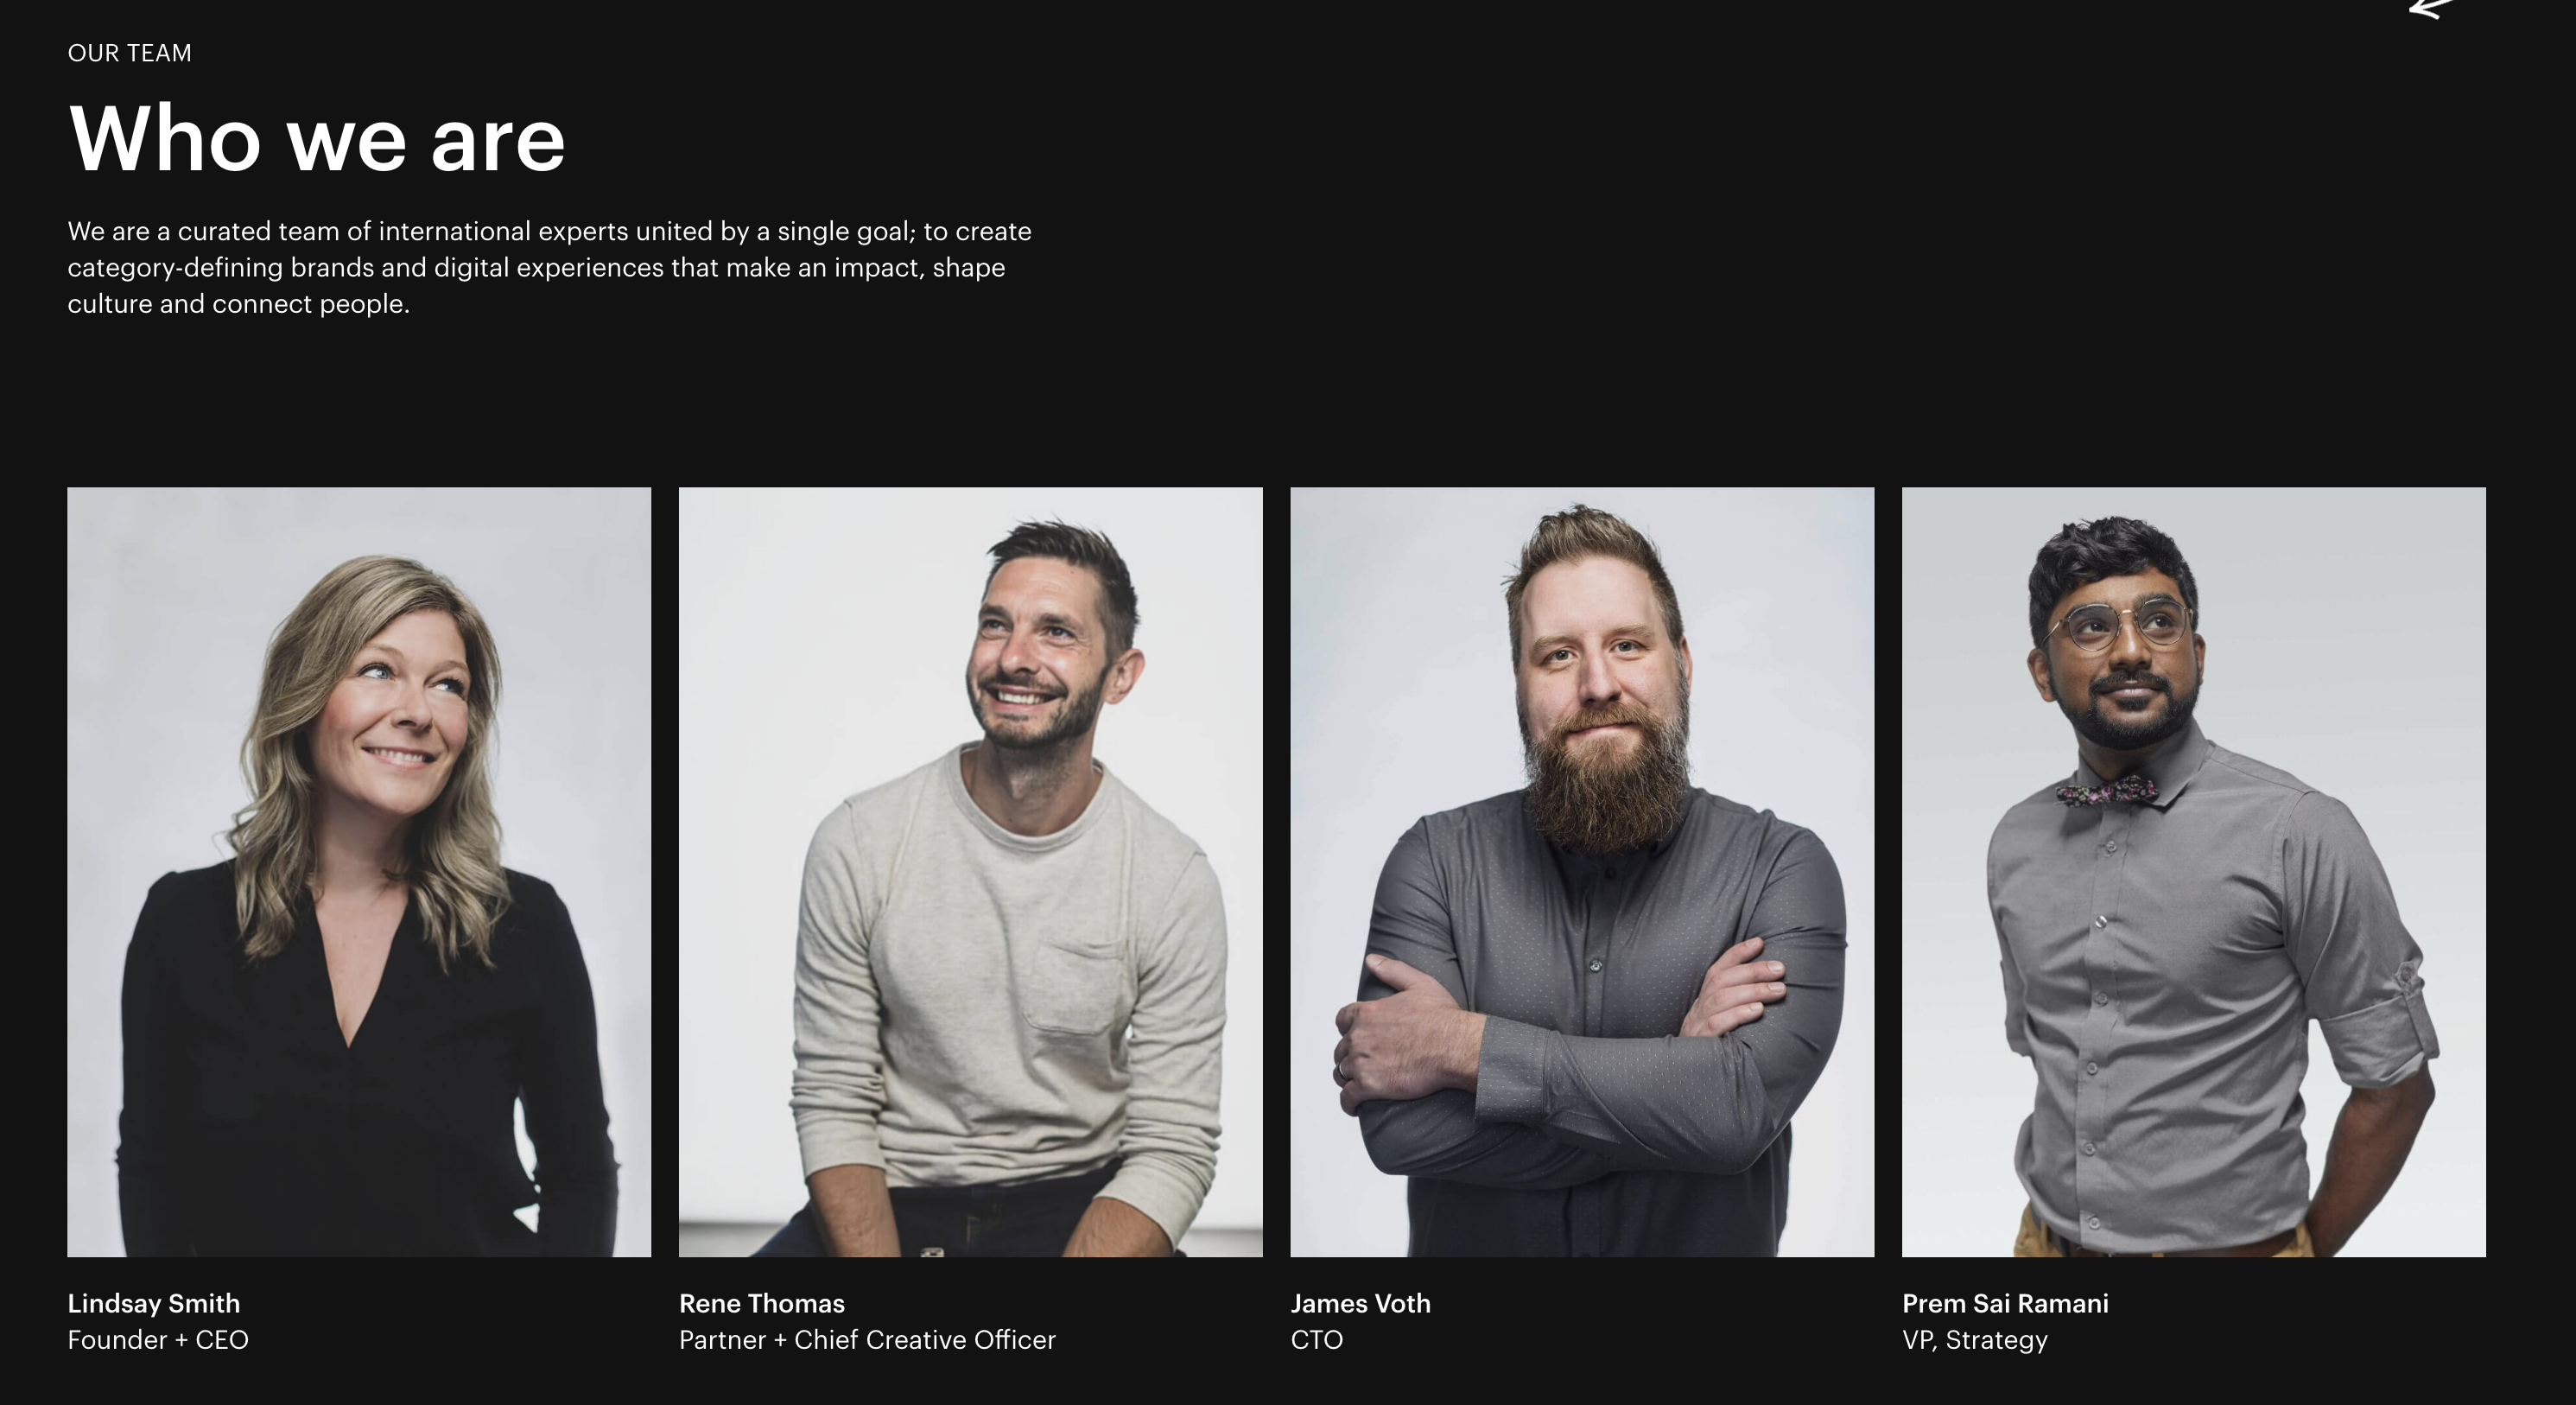 OUR TEAM
Who we are
We are a curated team of international experts united by a single goal; to create
category-defining brands and digital experiences that make an impact, shape
culture and connect people.
Lindsay Smith
Founder + CEO
Rene Thomas
Partner + Chief Creative Officer
James Voth
CTO
Prem Sai Ramani
VP, Strategy